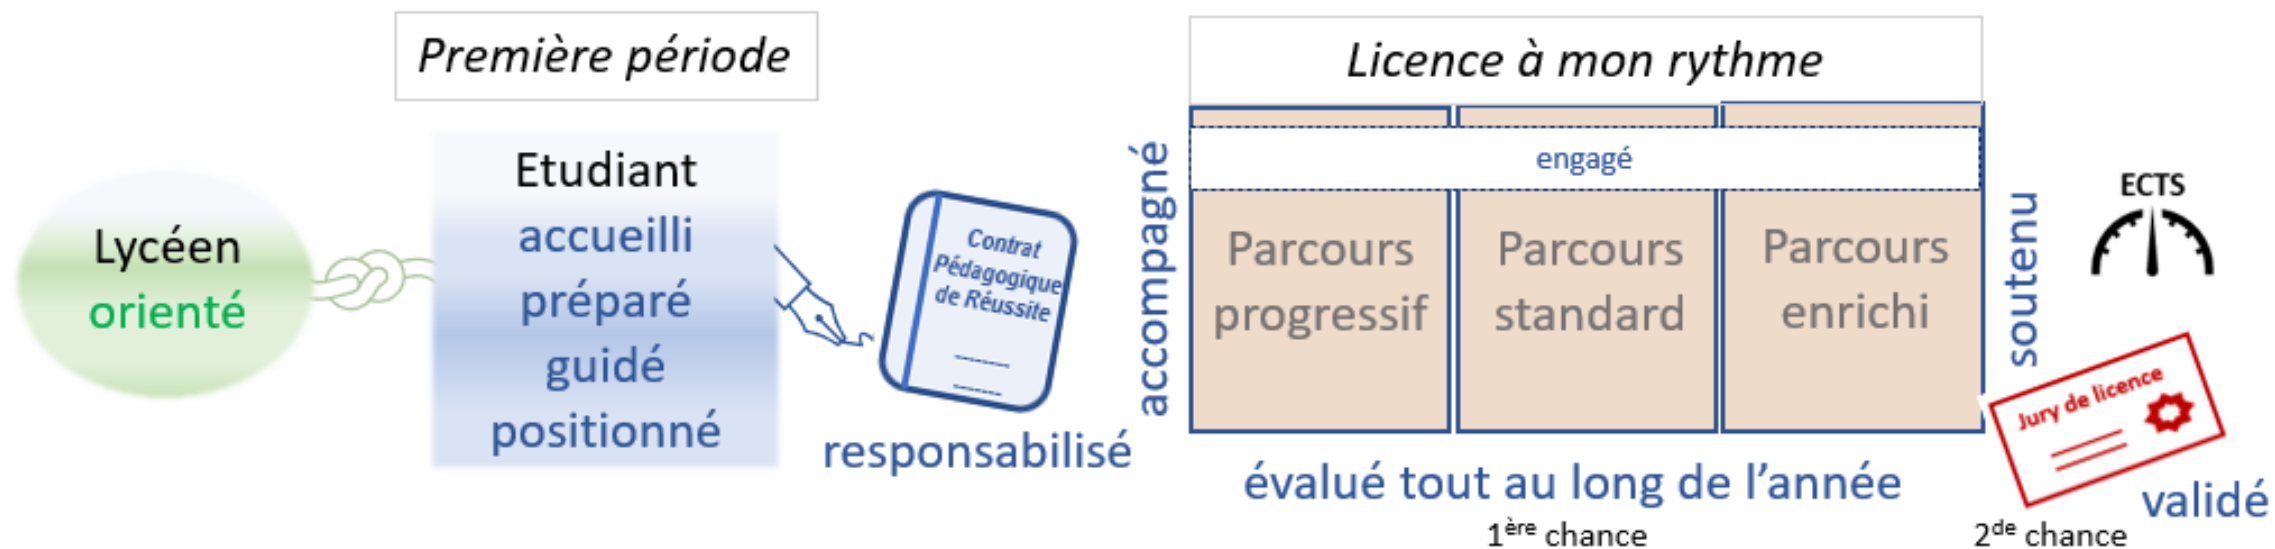 Première période
Licence à mon rythme
Lycéen
orienté
Etudiant
accueilli
préparé
guidé
positionné
Contrat
Pédagogique
de Réussite
responsabilisé
accompagné
engagé
Parcours
progressif
Parcours
standard
Parcours
enrichi
soutenu
ECTS
Jury de licence
validé
évalué tout au long de l’année
1ère chance
2de chance